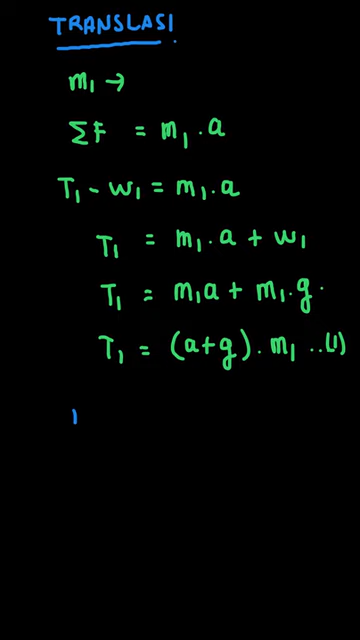 TRANSLASI
m₁ →
ΣF = m₁ . a
T₁ - w₁ = m₁ . a
T₁ = m₁ . a + w₁
T₁ = m₁a + m₁ . g .
T₁ = (a+g) . m₁ ..(1)